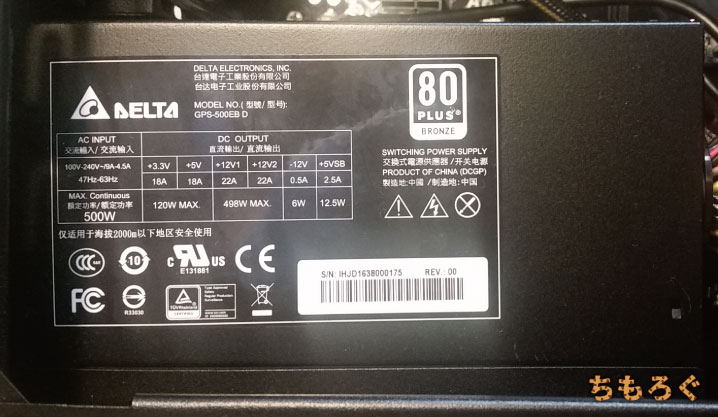 DELTA ELECTRONICS, INC.
台達電子工業股份有限公司
台达电子工业股份有限公司
DELTA
MODEL NO.( 型號/ 型号):
GPS-500EB D
80
PLUS®
BRONZE
AC INPUT
交流輸入/ 交流输入
DC OUTPUT
直流輸出/ 直流输出
100V-240V~/9A-4.5A
47Hz-63Hz
+3.3V +5V +12V1 +12V2 -12V +5VSB
18A 18A 22A 22A 0.5A 2.5A
MAX. Continuous
額定功率/ 额定功率
500W
120W MAX. 498W MAX. 6W 12.5W
SWITCHING POWER SUPPLY
交換式電源供應器 /开关电源
PRODUCT OF CHINA (DCGP)
製造地:中國 /制造地:中国
仅适用于海拔2000m以下地区安全使用
CCC
10
c RU US
E131881
CE
FC
R33030
TÜVRheinland
CERTIFIED
S/N: IHJD1638000175 REV.: 00
ちもろぐ